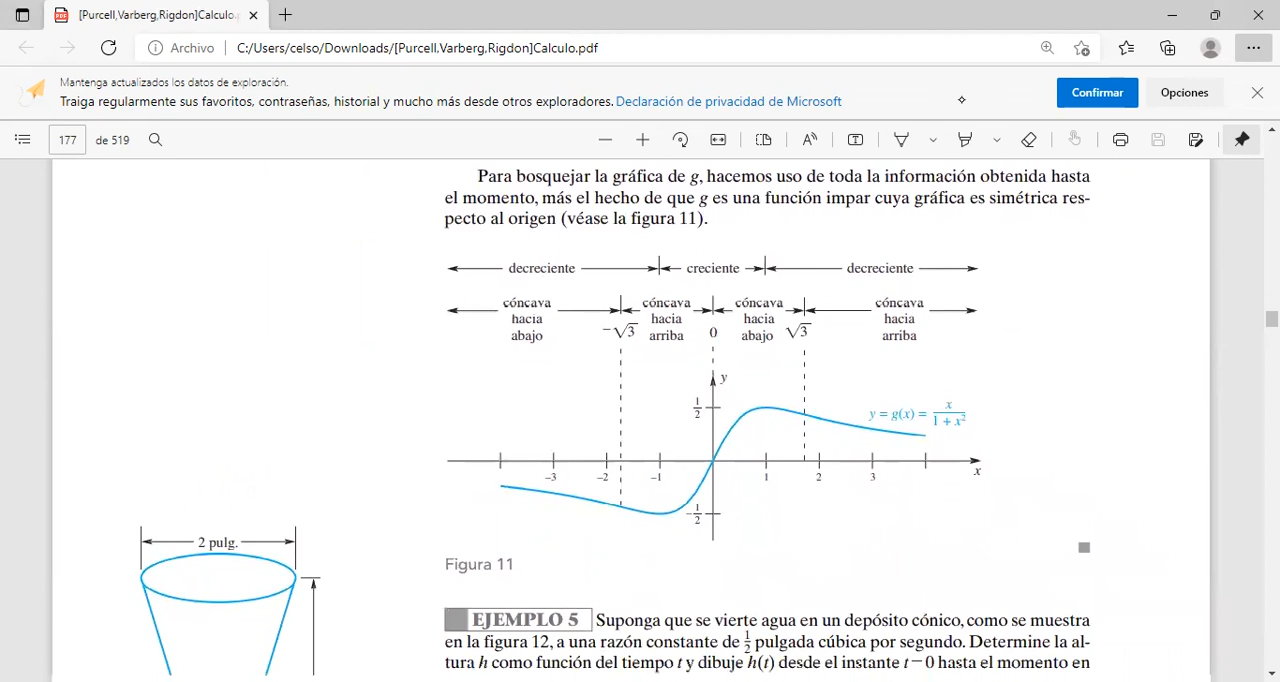 [Purcell,Varberg,Rigdon]Calculo.p
Archivo C:/Users/celso/Downloads/[Purcell,Varberg,Rigdon]Calculo.pdf
Mantenga actualizados los datos de exploración.
Traiga regularmente sus favoritos, contraseñas, historial y mucho más desde otros exploradores. Declaración de privacidad de Microsoft
Confirmar
Opciones
177 de 519
Para bosquejar la gráfica de g, hacemos uso de toda la información obtenida hasta
el momento, más el hecho de que g es una función impar cuya gráfica es simétrica res-
pecto al origen (véase la figura 11).
decreciente creciente decreciente
cóncava cóncava cóncava cóncava
hacia hacia hacia hacia
abajo arriba abajo arriba
−√3 0 √3
y
1/2
y = g(x) = x/(1 + x²)
−3 −2 −1 1 2 3 x
−1/2
2 pulg.
Figura 11
EJEMPLO 5 Suponga que se vierte agua en un depósito cónico, como se muestra
en la figura 12, a una razón constante de 1/2 pulgada cúbica por segundo. Determine la al-
tura h como función del tiempo t y dibuje h(t) desde el instante t = 0 hasta el momento en